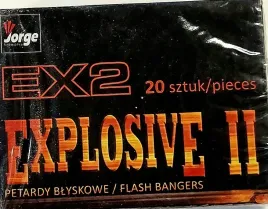 Jorge
EX2
20 sztuk/pieces
EXPLOSIVE II
PETARDY BŁYSKOWE / FLASH BANGERS